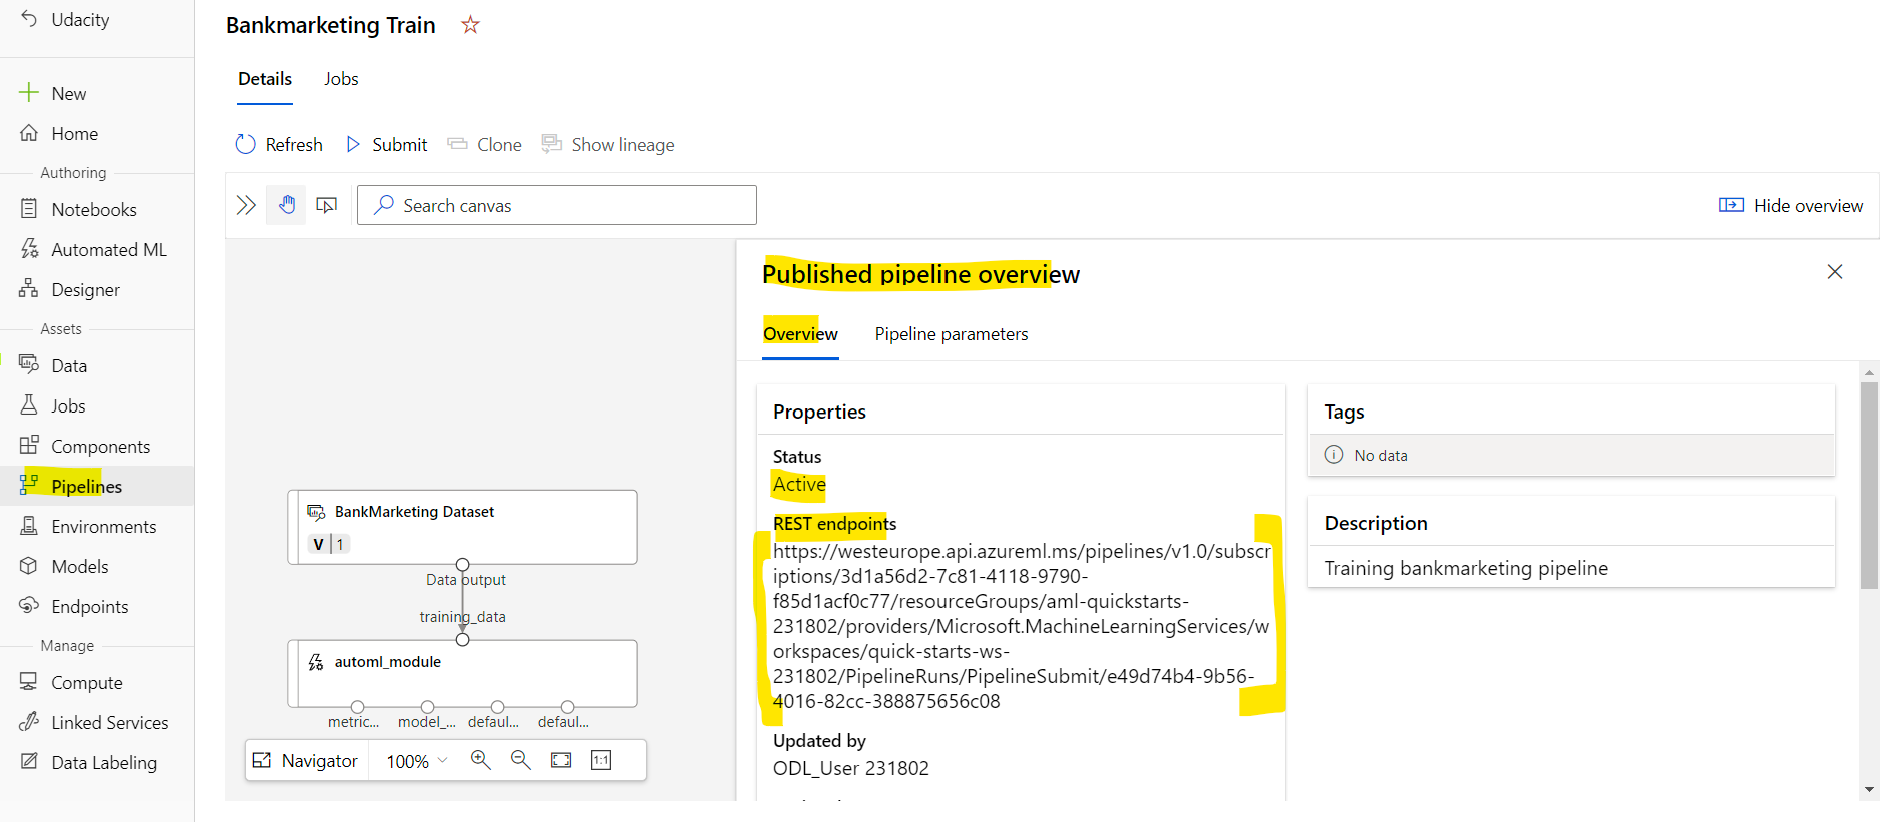 Udacity
New
Home
Authoring
Notebooks
Automated ML
Designer
Assets
Data
Jobs
Components
Pipelines
Environments
Models
Endpoints
Manage
Compute
Linked Services
Data Labeling
Bankmarketing Train
Details Jobs
Refresh Submit Clone Show lineage
Search canvas
Hide overview
BankMarketing Dataset
V 1
Data output
training_data
automl_module
metric... model_... defaul... defaul...
Navigator 100% 1:1
Published pipeline overview
Overview Pipeline parameters
Properties
Status
Active
REST endpoints
https://westeurope.api.azureml.ms/pipelines/v1.0/subscr
iptions/3d1a56d2-7c81-4118-9790-
f85d1acf0c77/resourceGroups/aml-quickstarts-
231802/providers/Microsoft.MachineLearningServices/w
orkspaces/quick-starts-ws-
231802/PipelineRuns/PipelineSubmit/e49d74b4-9b56-
4016-82cc-388875656c08
Updated by
ODL_User 231802
Tags
No data
Description
Training bankmarketing pipeline